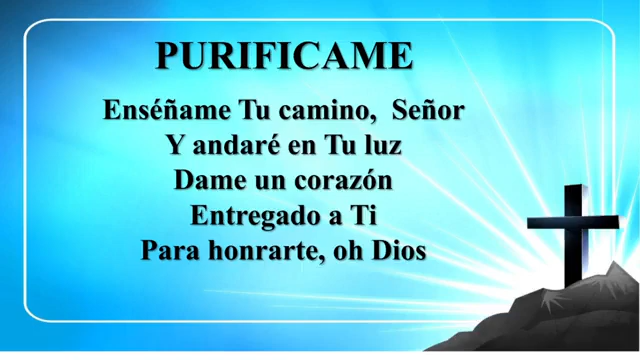 PURIFICAME
Enséñame Tu camino, Señor
Y andaré en Tu luz
Dame un corazón
Entregado a Ti
Para honrarte, oh Dios